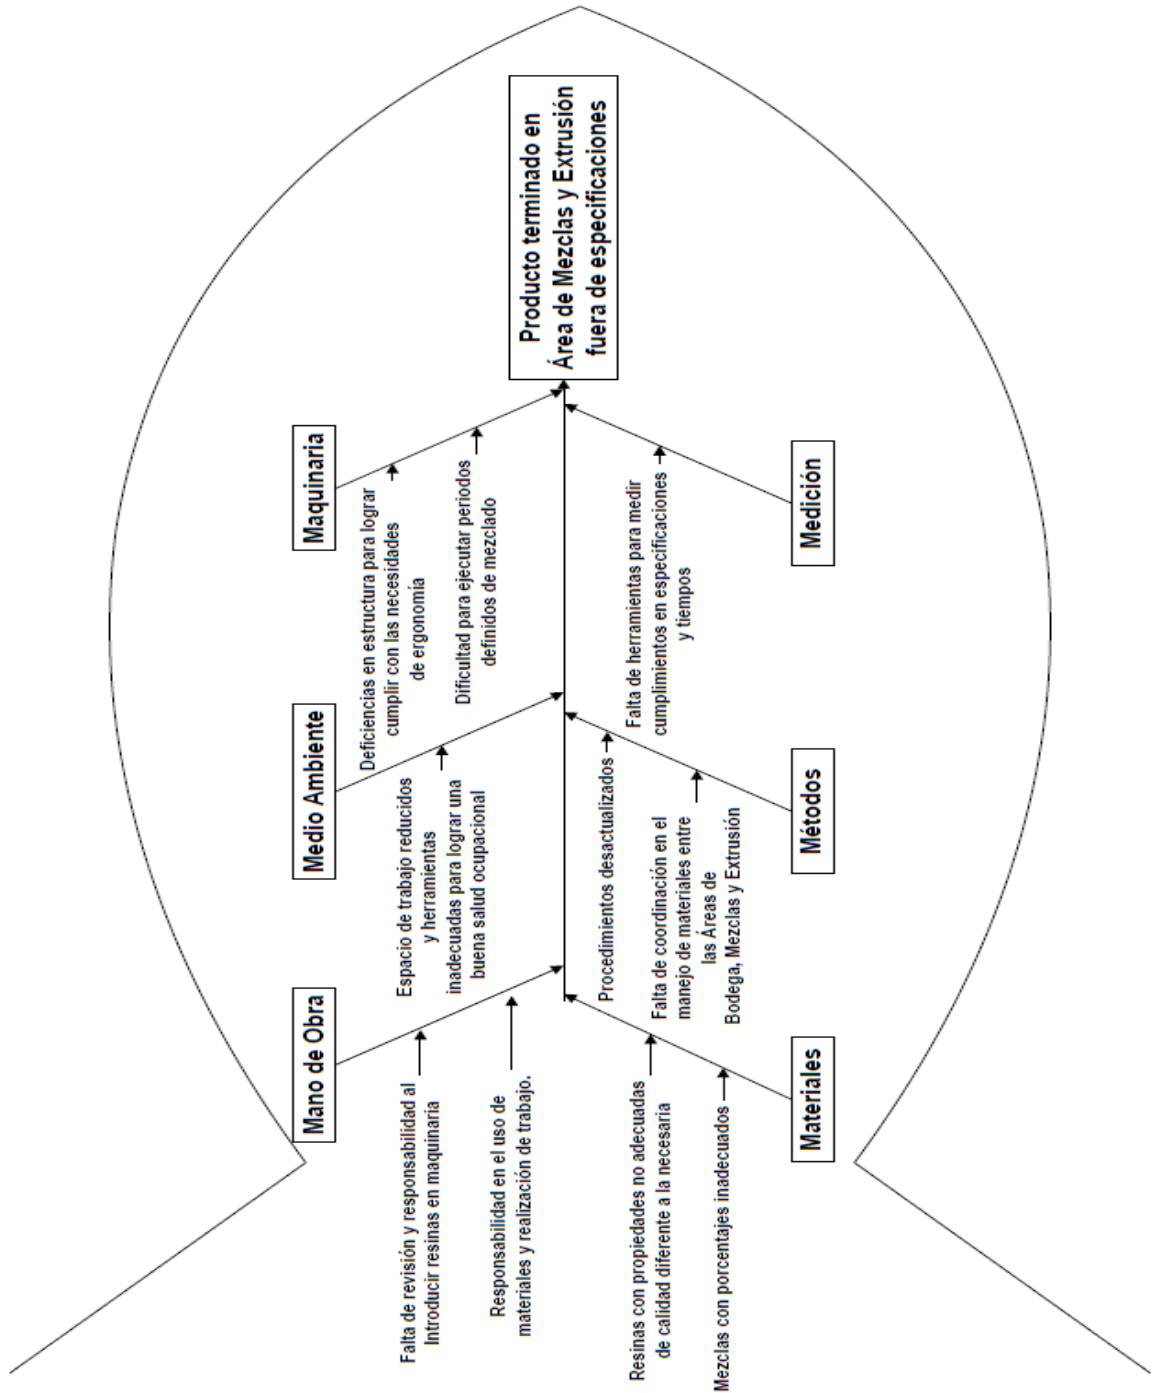 Mano de Obra
Falta de revisión y responsabilidad al
Introducir resinas en maquinaria
Responsabilidad en el uso de
materiales y realización de trabajo.
Medio Ambiente
Espacio de trabajo reducidos
y herramientas
inadecuadas para lograr una
buena salud ocupacional
Maquinaria
Deficiencias en estructura para lograr
cumplir con las necesidades
de ergonomía
Dificultad para ejecutar periodos
definidos de mezclado
Producto terminado en
Área de Mezclas y Extrusión
fuera de especificaciones
Resinas con propiedades no adecuadas
de calidad diferente a la necesaria
Mezclas con porcentajes inadecuados
Materiales
Procedimientos desactualizados
Falta de coordinación en el
manejo de materiales entre
las Áreas de
Bodega, Mezclas y Extrusión
Métodos
Falta de herramientas para medir
cumplimientos en especificaciones
y tiempos
Medición